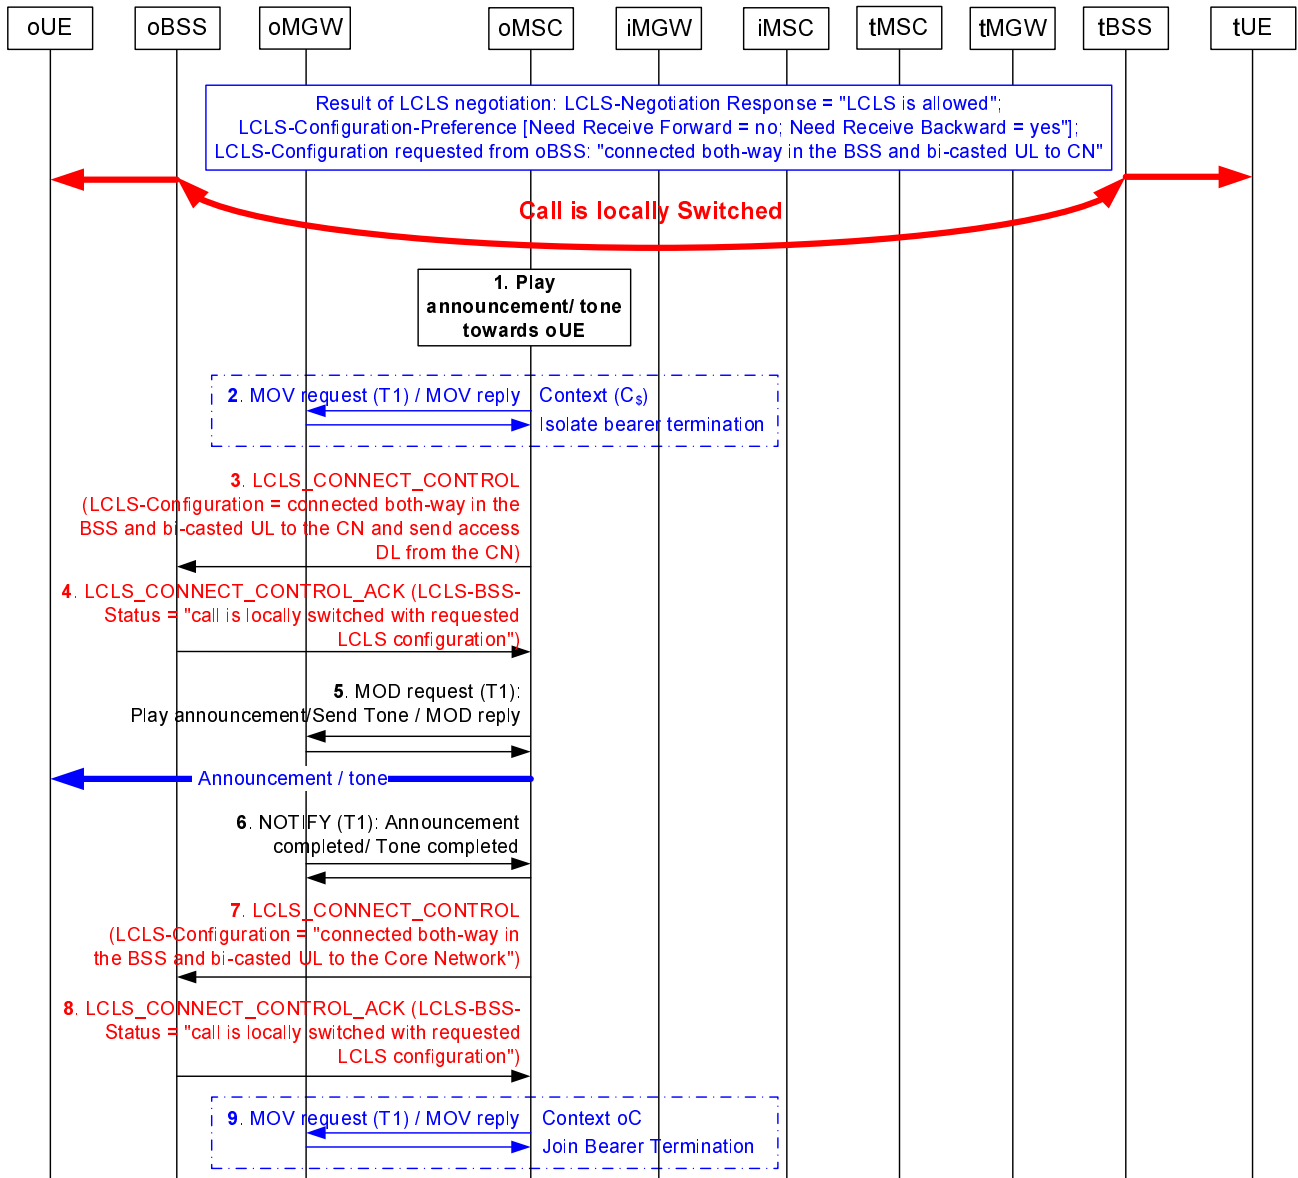 oUE oBSS oMGW oMSC iMGW iMSC tMSC tMGW tBSS tUE
Result of LCLS negotiation: LCLS-Negotiation Response = "LCLS is allowed";
LCLS-Configuration-Preference [Need Receive Forward = no; Need Receive Backward = yes"];
LCLS-Configuration requested from oBSS: "connected both-way in the BSS and bi-casted UL to CN"
Call is locally Switched
1. Play
announcement/ tone
towards oUE
2. MOV request (T1) / MOV reply Context (C$)
Isolate bearer termination
3. LCLS_CONNECT_CONTROL
(LCLS-Configuration = connected both-way in the
BSS and bi-casted UL to the CN and send access
DL from the CN)
4. LCLS_CONNECT_CONTROL_ACK (LCLS-BSS-
Status = "call is locally switched with requested
LCLS configuration")
5. MOD request (T1):
Play announcement/Send Tone / MOD reply
Announcement / tone
6. NOTIFY (T1): Announcement
completed/ Tone completed
7. LCLS_CONNECT_CONTROL
(LCLS-Configuration = "connected both-way in
the BSS and bi-casted UL to the Core Network")
8. LCLS_CONNECT_CONTROL_ACK (LCLS-BSS-
Status = "call is locally switched with requested
LCLS configuration")
9. MOV request (T1) / MOV reply Context oC
Join Bearer Termination